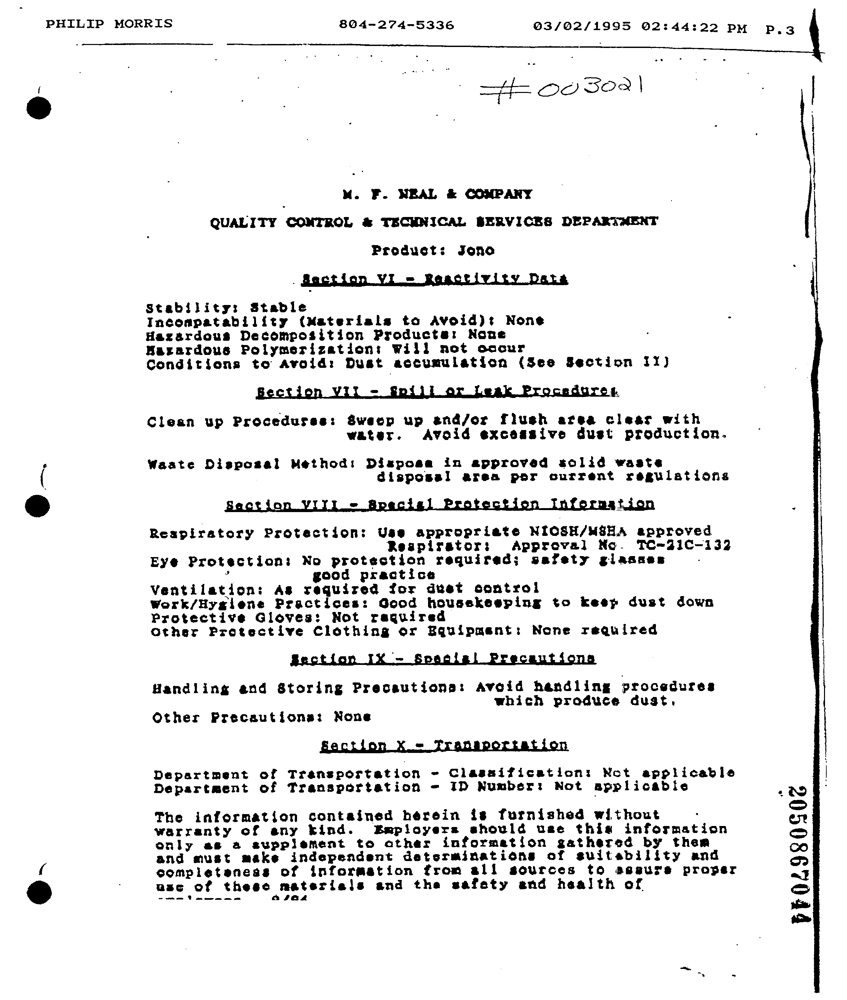 PHILIP MORRIS 804-274-5336 03/02/1995 02:44:22 PM P.3
#003021
M. F. NEAL & COMPANY
QUALITY CONTROL & TECHNICAL SERVICES DEPARTMENT
Product: Jono
Section VI - Reactivity Data
Stability: Stable
Incompatability (Materials to Avoid): None
Hazardous Decomposition Products: None
Hazardous Polymerization: Will not occur
Conditions to Avoid: Dust accumulation (See Section II)
Section VII - Spill or Leak Procedures
Clean up Procedures: Sweep up and/or flush area clear with
water. Avoid excessive dust production.
Waste Disposal Method: Dispose in approved solid waste
disposal area per current regulations
Section VIII - Special Protection Information
Respiratory Protection: Use appropriate NIOSH/MSHA approved
Respirator: Approval No. TC-21C-132
Eye Protection: No protection required; safety glasses
good practice
Ventilation: As required for dust control
Work/Hygiene Practices: Good housekeeping to keep dust down
Protective Gloves: Not required
Other Protective Clothing or Equipment: None required
Section IX - Special Precautions
Handling and Storing Precautions: Avoid handling procedures
which produce dust.
Other Precautions: None
Section X - Transportation
Department of Transportation - Classification: Not applicable
Department of Transportation - ID Number: Not applicable
The information contained herein is furnished without
warranty of any kind. Employers should use this information
only as a supplement to other information gathered by them
and must make independent determinations of suitability and
completeness of information from all sources to assure proper
use of these materials and the safety and health of
2050867044